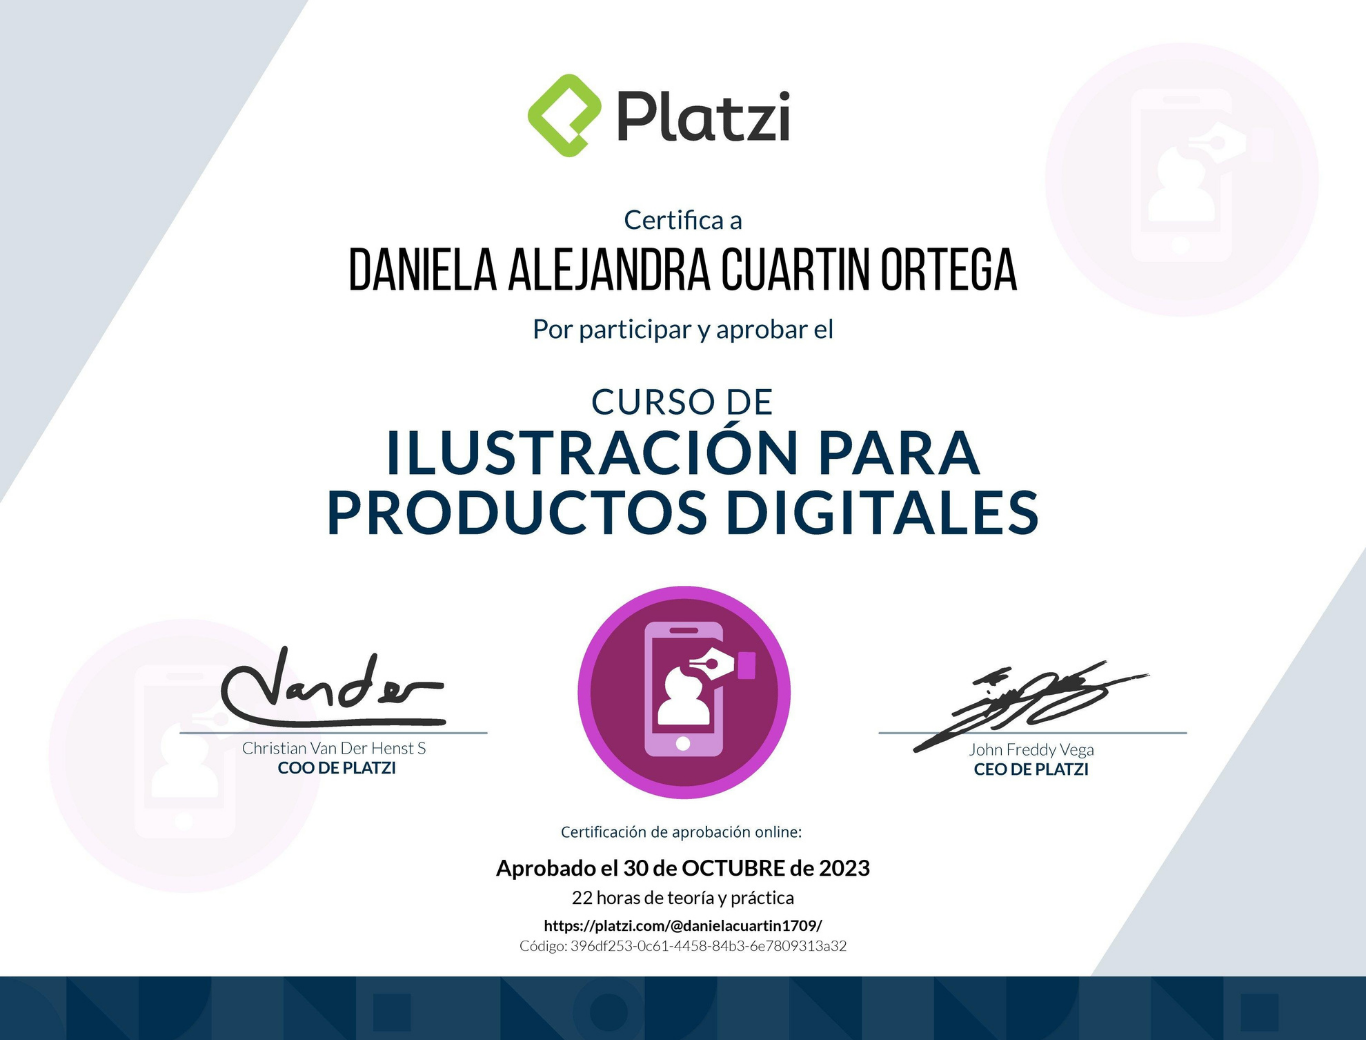 Platzi
Certifica a
DANIELA ALEJANDRA CUARTIN ORTEGA
Por participar y aprobar el
CURSO DE
ILUSTRACIÓN PARA
PRODUCTOS DIGITALES
Vander
Christian Van Der Henst S
COO DE PLATZI
John Freddy Vega
CEO DE PLATZI
Certificación de aprobación online:
Aprobado el 30 de OCTUBRE de 2023
22 horas de teoría y práctica
https://platzi.com/@danielacuartin1709/
Código: 396df253-0c61-4458-84b3-6e7809313a32